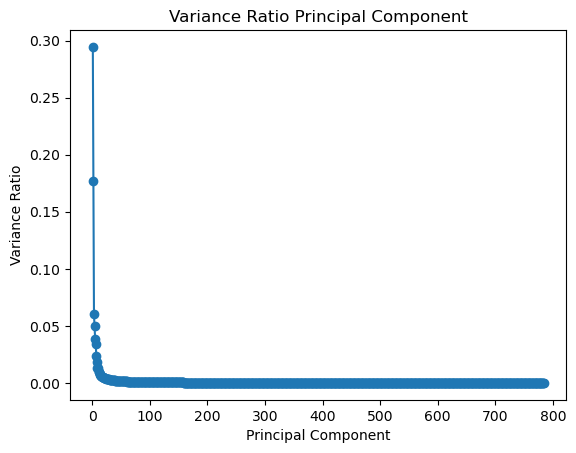 Variance Ratio Principal Component
Variance Ratio
0.30
0.25
0.20
0.15
0.10
0.05
0.00
0 100 200 300 400 500 600 700 800
Principal Component